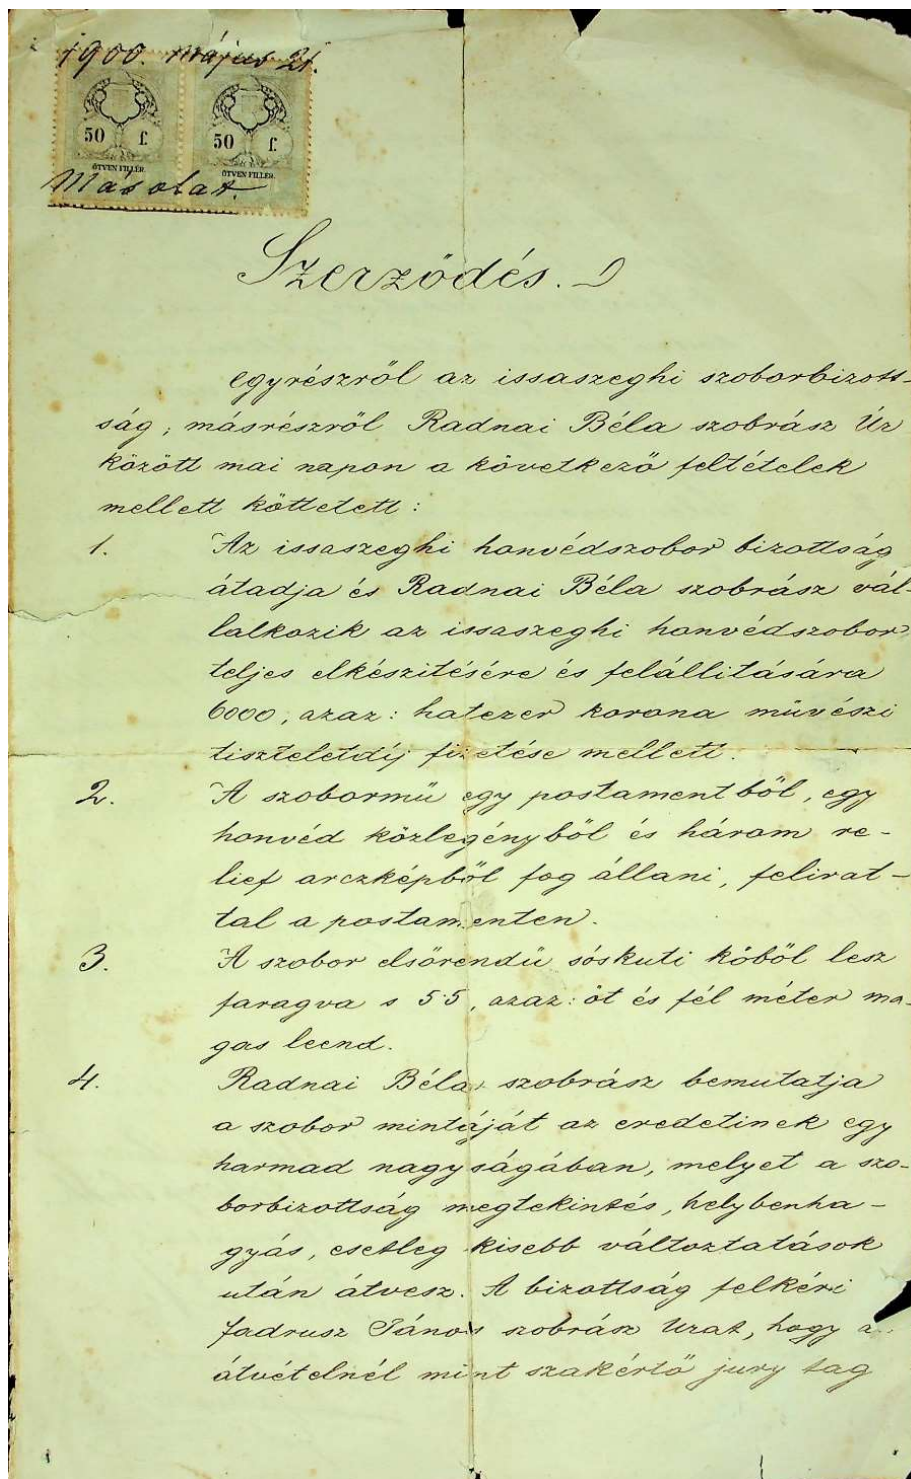 1900. május 21.
50 f. 50 f.
ÖTVEN FILLÉR. ÖTVEN FILLÉR.
Másolat.
Szerződés.
egyrészről az issaszeghi szoborbizott-
ság, másrészről Radnai Béla szobrász Úr
között mai napon a következő feltételek
mellett köttetett:
1. Az issaszeghi honvédszobor bizottság
átadja és Radnai Béla szobrász vál-
lalkozik az issaszeghi honvédszobor
teljes elkészitésére és felállitására
6000, azaz: hatezer korona művészi
tiszteletdíj fizetése mellett.
2. A szobormű egy postamentből, egy
honvéd közlegényből és három re-
lief arczképből fog állani, felirat-
tal a postamenten.
3. A szobor elsőrendű sóskuti kőből lesz
faragva s 5·5, azaz: öt és fél méter ma-
gas leend.
4. Radnai Béla szobrász bemutatja
a szobor mintáját az eredetinek egy
harmad nagyságában, melyet a szo-
borbizottság megtekintés, helybenha-
gyás, esetleg kisebb változtatások
után átvesz. A bizottság felkéri
Fadrusz János szobrász Urat, hogy a
átvételnél mint szakértő jury tag